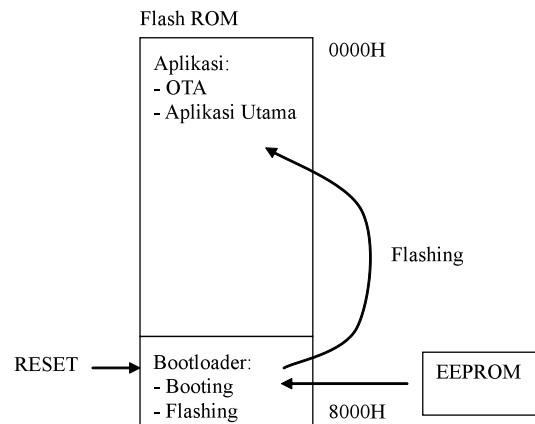 Flash ROM
0000H
Aplikasi:
- OTA
- Aplikasi Utama
Flashing
RESET
Bootloader:
- Booting
- Flashing
8000H
EEPROM